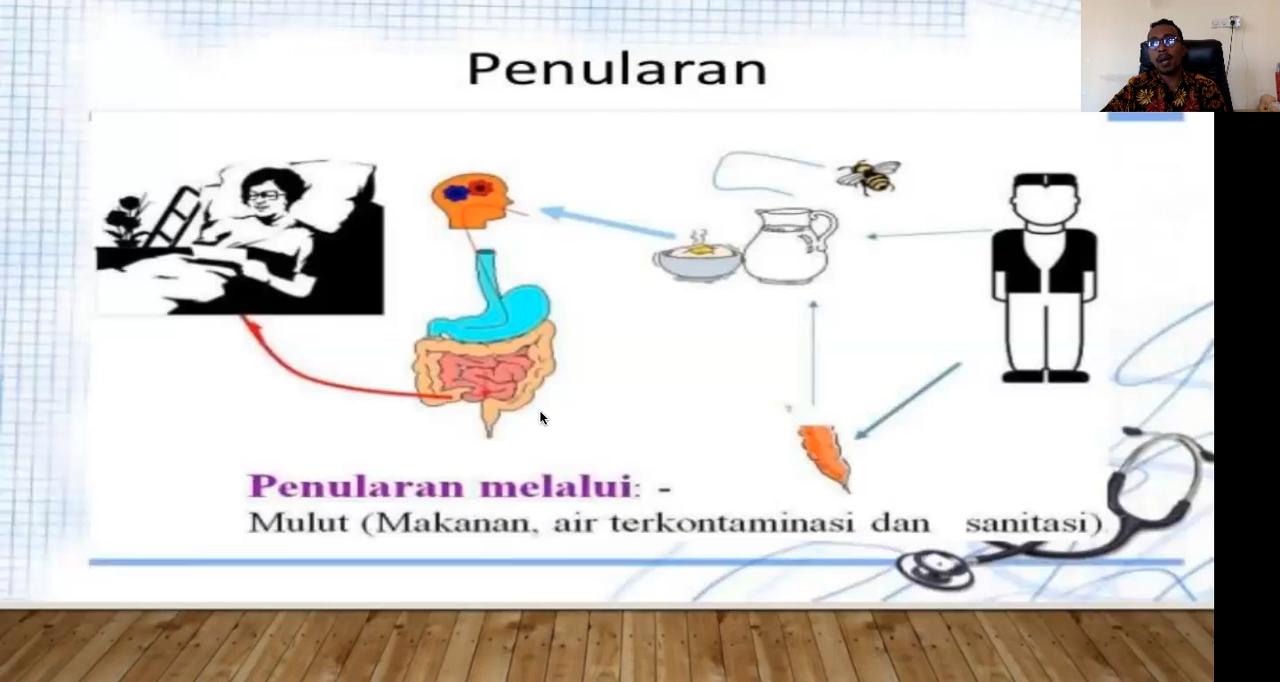 Penularan
Penularan melalui: -
Mulut (Makanan, air terkontaminasi dan sanitasi)